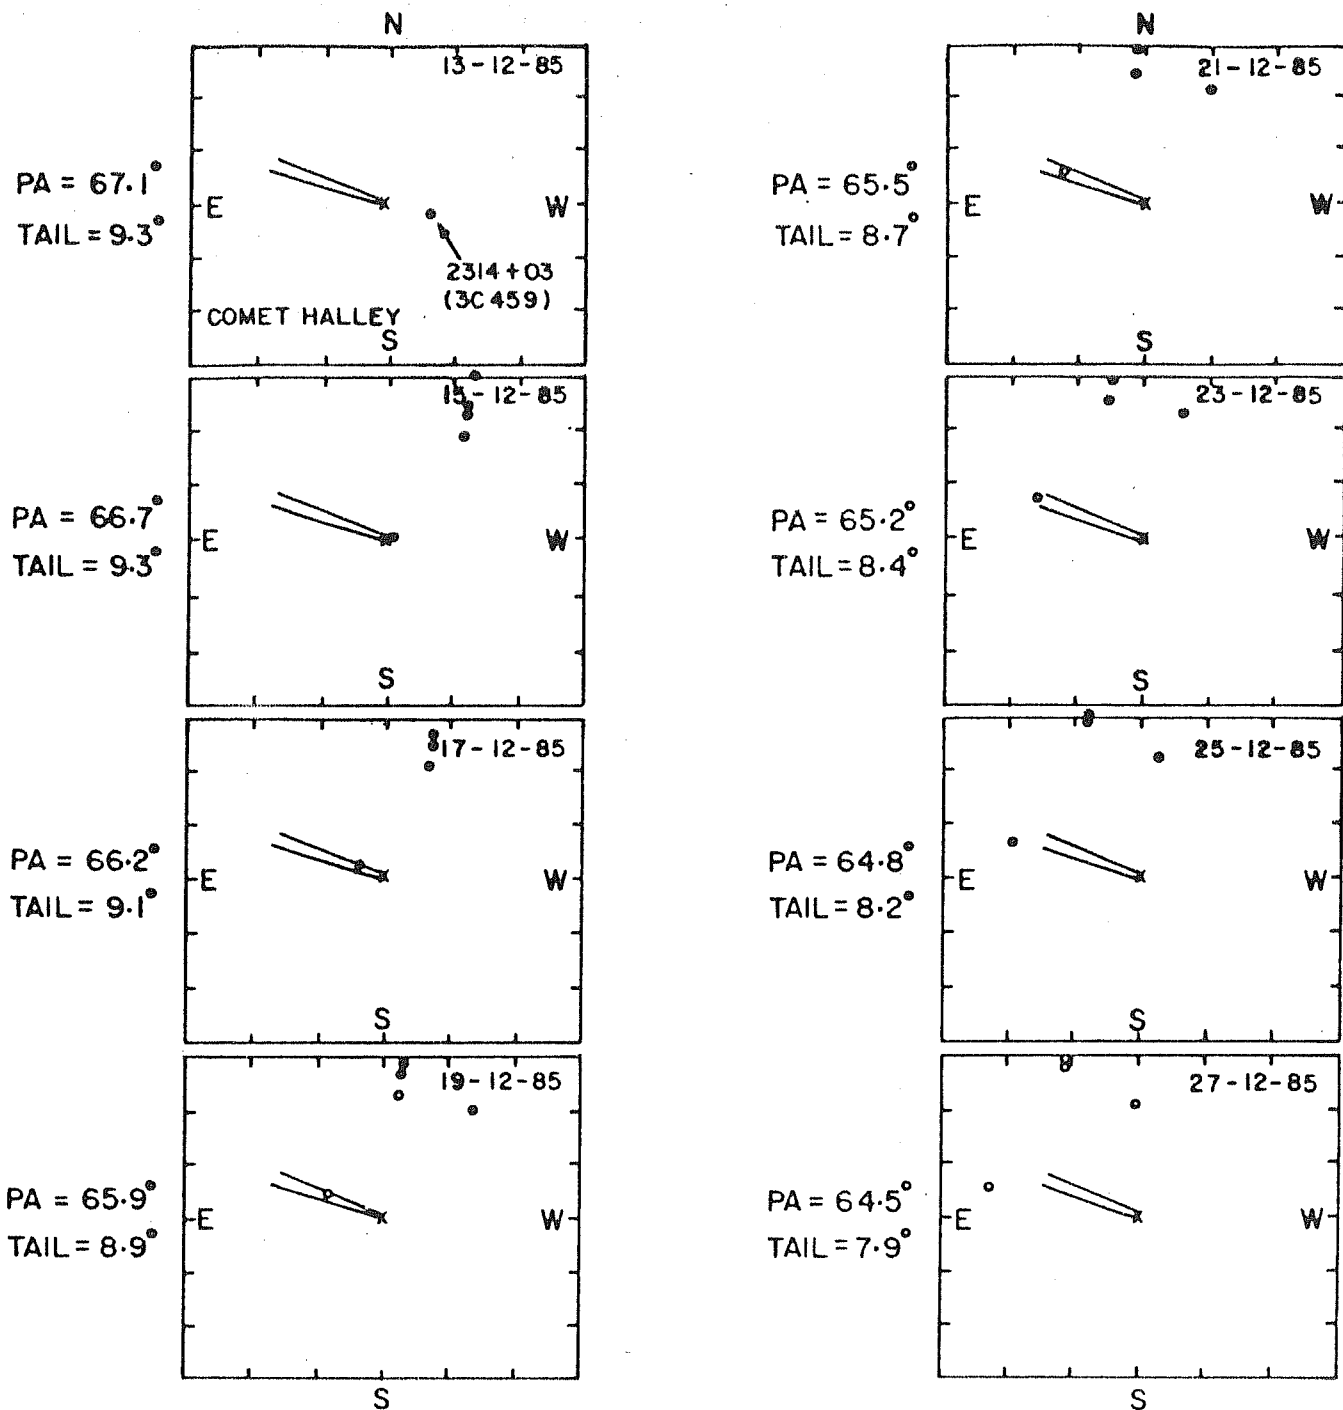 N
13-12-85
PA = 67.1°
TAIL = 9.3°
E
W
2314+03
(3C459)
COMET HALLEY
S
15-12-85
PA = 66.7°
TAIL = 9.3°
E
W
S
17-12-85
PA = 66.2°
TAIL = 9.1°
E
W
S
19-12-85
PA = 65.9°
TAIL = 8.9°
E
W
S
N
21-12-85
PA = 65.5°
TAIL = 8.7°
E
W
S
23-12-85
PA = 65.2°
TAIL = 8.4°
E
W
S
25-12-85
PA = 64.8°
TAIL = 8.2°
E
W
S
27-12-85
PA = 64.5°
TAIL = 7.9°
E
W
S